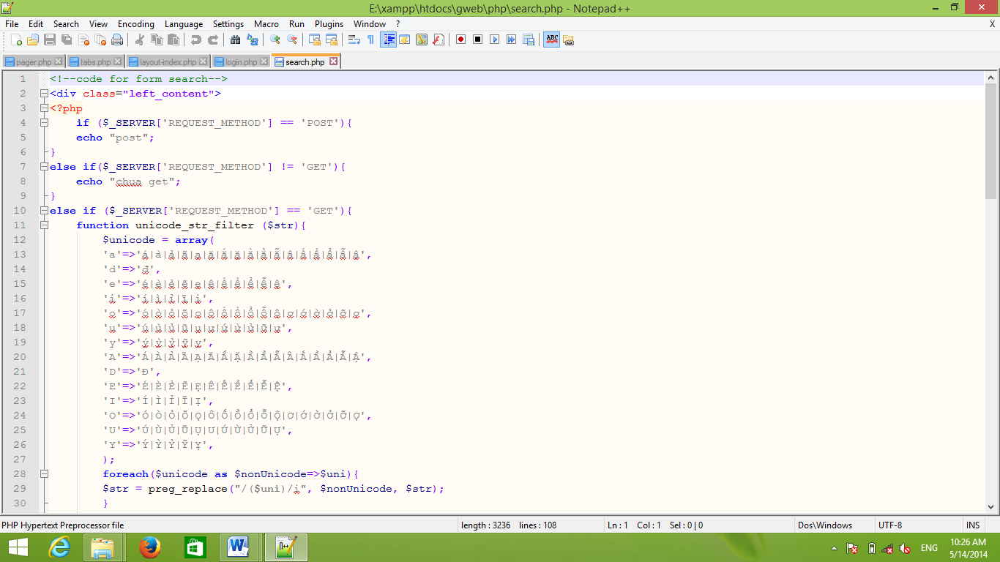 E:\xampp\htdocs\gweb\php\search.php - Notepad++
File Edit Search View Encoding Language Settings Macro Run Plugins Window ? X
pager.php tabs.php layout-index.php login.php search.php
1 <!--code for form search-->
2 <div class="left_content">
3 <?php
4 if ($_SERVER['REQUEST_METHOD'] == 'POST'){
5 echo "post";
6 }
7 else if($_SERVER['REQUEST_METHOD'] != 'GET'){
8 echo "chua get";
9 }
10 else if ($_SERVER['REQUEST_METHOD'] == 'GET'){
11 function unicode_str_filter ($str){
12 $unicode = array(
13 'a'=>'á|à|ả|ã|ạ|ă|ắ|ặ|ằ|ẳ|ẵ|â|ấ|ầ|ẩ|ẫ|ậ',
14 'd'=>'đ',
15 'e'=>'é|è|ẻ|ẽ|ẹ|ê|ế|ề|ể|ễ|ệ',
16 'i'=>'í|ì|ỉ|ĩ|ị',
17 'o'=>'ó|ò|ỏ|õ|ọ|ô|ố|ồ|ổ|ỗ|ộ|ơ|ớ|ờ|ở|ỡ|ợ',
18 'u'=>'ú|ù|ủ|ũ|ụ|ư|ứ|ừ|ử|ữ|ự',
19 'y'=>'ý|ỳ|ỷ|ỹ|ỵ',
20 'A'=>'Á|À|Ả|Ã|Ạ|Ă|Ắ|Ặ|Ằ|Ẳ|Ẵ|Â|Ấ|Ầ|Ẩ|Ẫ|Ậ',
21 'D'=>'Đ',
22 'E'=>'É|È|Ẻ|Ẽ|Ẹ|Ê|Ế|Ề|Ể|Ễ|Ệ',
23 'I'=>'Í|Ì|Ỉ|Ĩ|Ị',
24 'O'=>'Ó|Ò|Ỏ|Õ|Ọ|Ô|Ố|Ồ|Ổ|Ỗ|Ộ|Ơ|Ớ|Ờ|Ở|Ỡ|Ợ',
25 'U'=>'Ú|Ù|Ủ|Ũ|Ụ|Ư|Ứ|Ừ|Ử|Ữ|Ự',
26 'Y'=>'Ý|Ỳ|Ỷ|Ỹ|Ỵ',
27 );
28 foreach($unicode as $nonUnicode=>$uni){
29 $str = preg_replace("/($uni)/i", $nonUnicode, $str);
30 }
PHP Hypertext Preprocessor file length : 3236 lines : 108 Ln : 1 Col : 1 Sel : 0 | 0 Dos\Windows UTF-8 INS
ENG 10:26 AM
5/14/2014